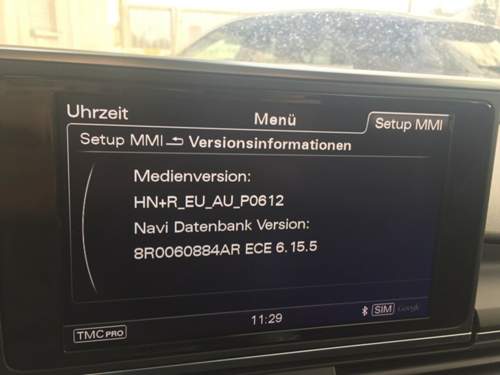 Uhrzeit
Menü
Setup MMI
Setup MMI Versionsinformationen
Medienversion:
HN+R_EU_AU_P0612
Navi Datenbank Version:
8R0060884AR ECE 6.15.5
11:29
SIM Google
TMC PRO